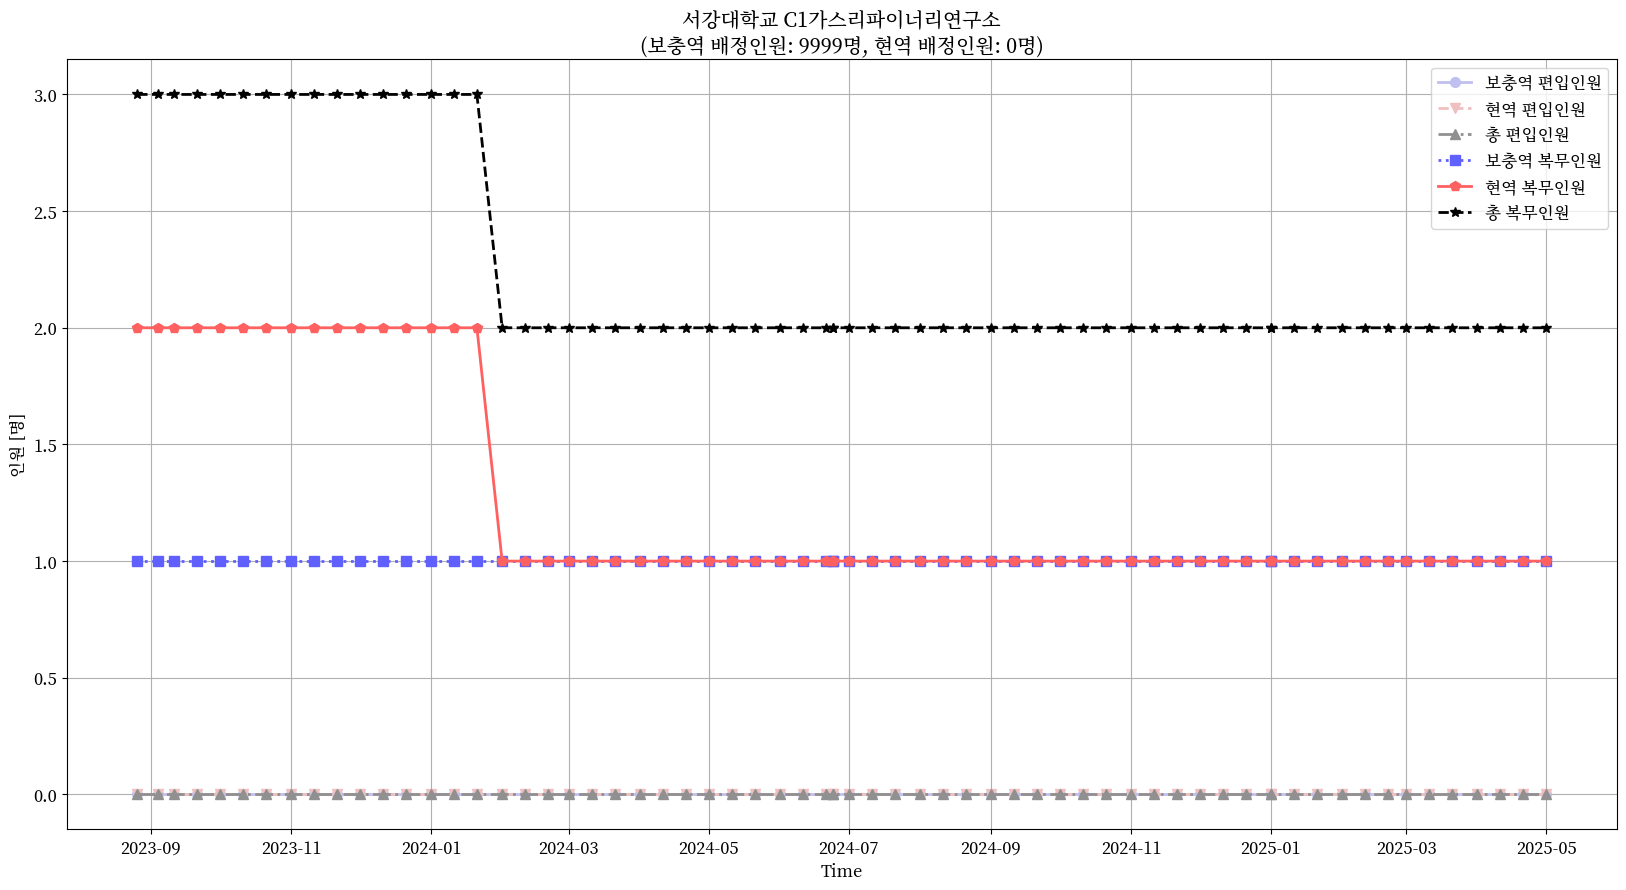 서강대학교 C1가스리파이너리연구소
(보충역 배정인원: 9999명, 현역 배정인원: 0명)
보충역 편입인원
현역 편입인원
총 편입인원
보충역 복무인원
현역 복무인원
총 복무인원
인원 [명]
3.0
2.5
2.0
1.5
1.0
0.5
0.0
2023-09
2023-11
2024-01
2024-03
2024-05
2024-07
2024-09
2024-11
2025-01
2025-03
2025-05
Time